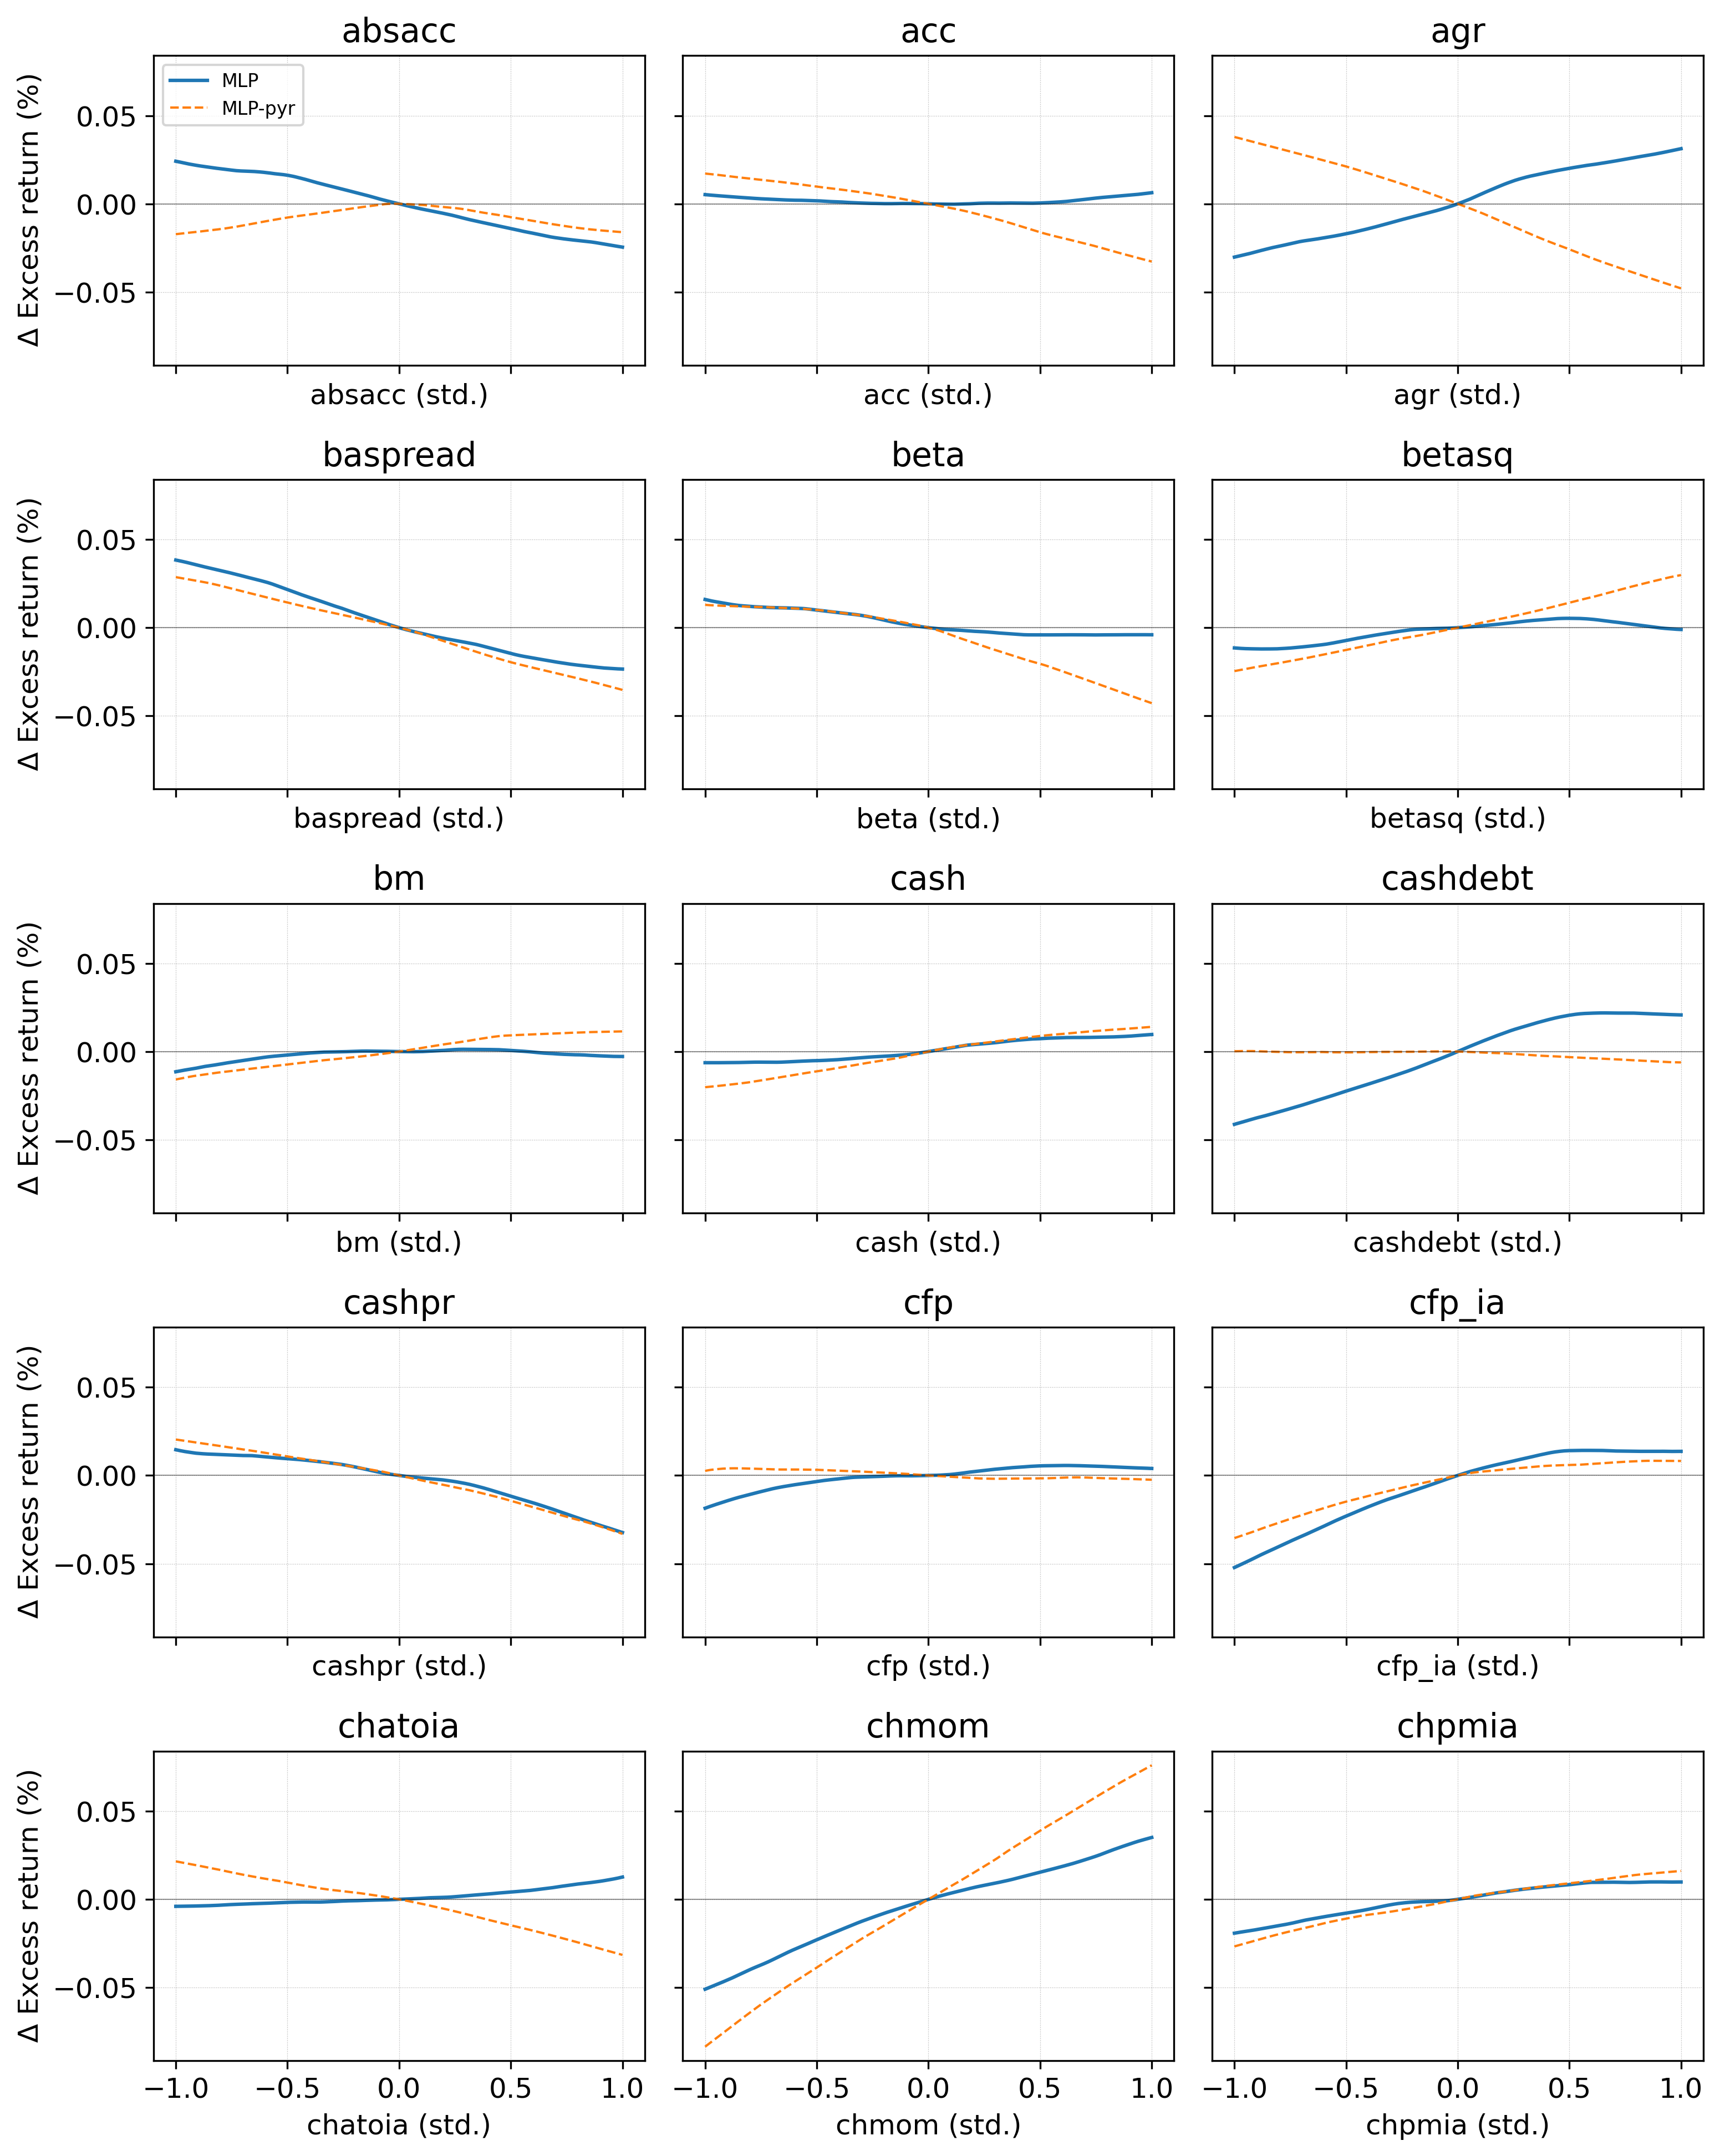 absacc
acc
agr
MLP
MLP-pyr
Δ Excess return (%)
0.05
0.00
−0.05
absacc (std.)
acc (std.)
agr (std.)
baspread
beta
betasq
Δ Excess return (%)
0.05
0.00
−0.05
baspread (std.)
beta (std.)
betasq (std.)
bm
cash
cashdebt
Δ Excess return (%)
0.05
0.00
−0.05
bm (std.)
cash (std.)
cashdebt (std.)
cashpr
cfp
cfp_ia
Δ Excess return (%)
0.05
0.00
−0.05
cashpr (std.)
cfp (std.)
cfp_ia (std.)
chatoia
chmom
chpmia
Δ Excess return (%)
0.05
0.00
−0.05
−1.0 −0.5 0.0 0.5 1.0
−1.0 −0.5 0.0 0.5 1.0
−1.0 −0.5 0.0 0.5 1.0
chatoia (std.)
chmom (std.)
chpmia (std.)